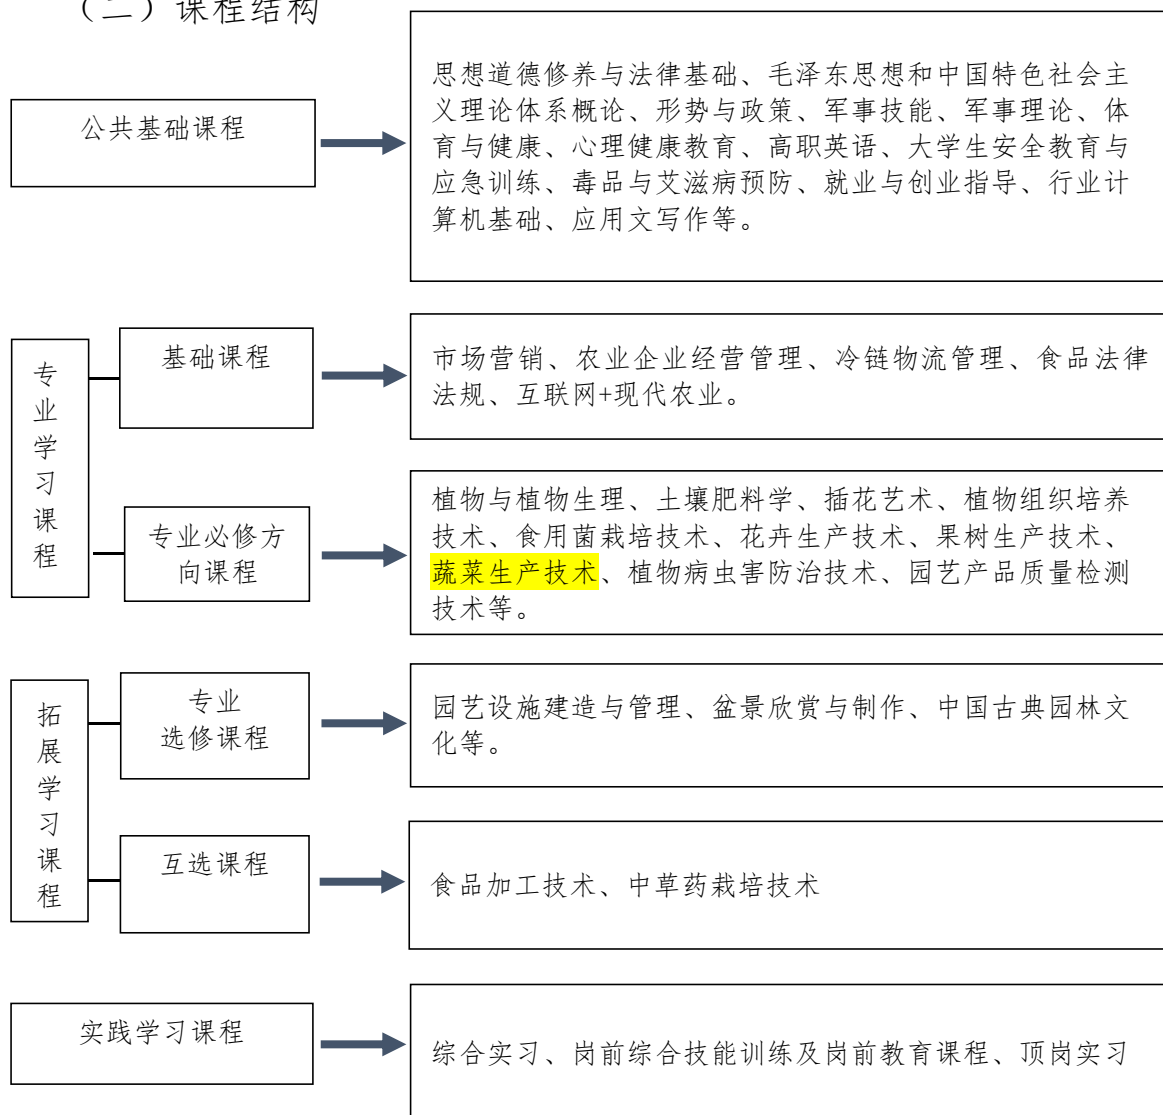 （二）课程结构
公共基础课程
思想道德修养与法律基础、毛泽东思想和中国特色社会主
义理论体系概论、形势与政策、军事技能、军事理论、体
育与健康、心理健康教育、高职英语、大学生安全教育与
应急训练、毒品与艾滋病预防、就业与创业指导、行业计
算机基础、应用文写作等。
专业学习课程
基础课程
市场营销、农业企业经营管理、冷链物流管理、食品法律
法规、互联网+现代农业。
专业必修方
向课程
植物与植物生理、土壤肥料学、插花艺术、植物组织培养
技术、食用菌栽培技术、花卉生产技术、果树生产技术、
蔬菜生产技术、植物病虫害防治技术、园艺产品质量检测
技术等。
拓展学习课程
专业
选修课程
园艺设施建造与管理、盆景欣赏与制作、中国古典园林文
化等。
互选课程
食品加工技术、中草药栽培技术
实践学习课程
综合实习、岗前综合技能训练及岗前教育课程、顶岗实习